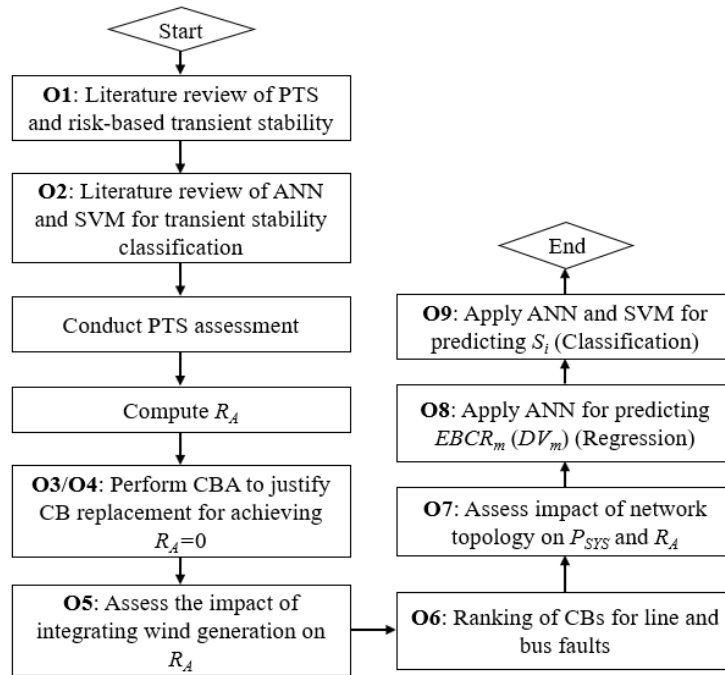 Start
O1: Literature review of PTS
and risk-based transient stability
O2: Literature review of ANN
and SVM for transient stability
classification
Conduct PTS assessment
Compute R_A
O3/O4: Perform CBA to justify
CB replacement for achieving
R_A=0
O5: Assess the impact of
integrating wind generation on
R_A
O6: Ranking of CBs for line and
bus faults
O7: Assess impact of network
topology on P_SYS and R_A
O8: Apply ANN for predicting
EBCR_m (DV_m) (Regression)
O9: Apply ANN and SVM for
predicting S_i (Classification)
End